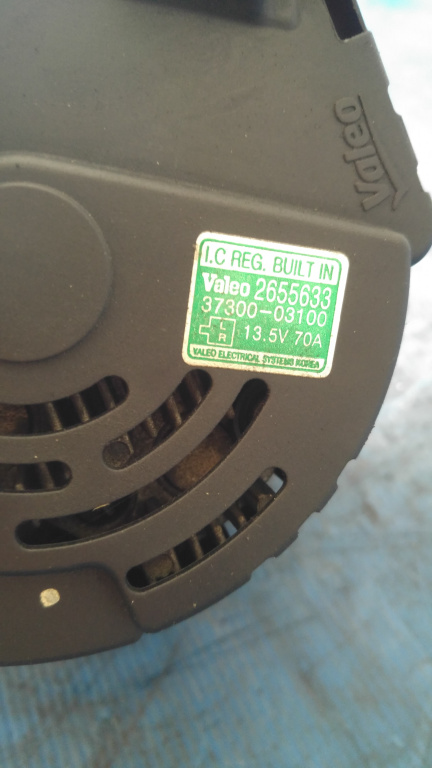 Valeo
I.C REG. BUILT IN
Valeo 2655633
37300-03100
L
R
13.5V 70A
VALEO ELECTRICAL SYSTEMS KOREA